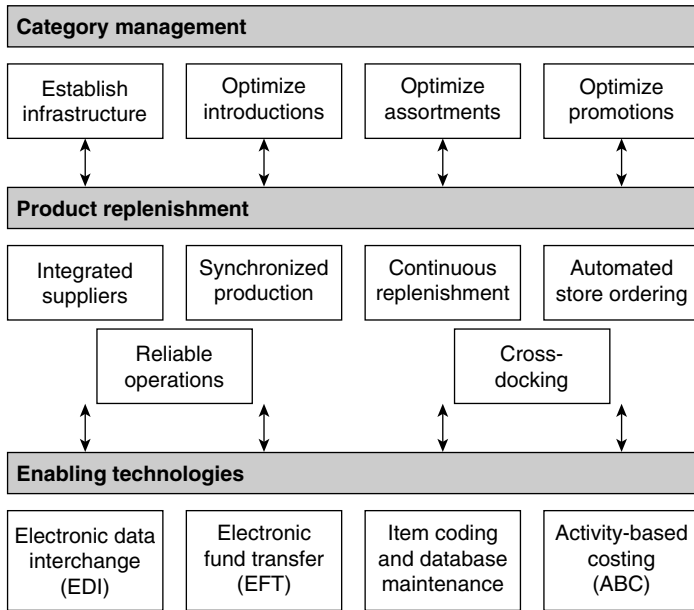 Category management
Establish
infrastructure
Optimize
introductions
Optimize
assortments
Optimize
promotions
Product replenishment
Integrated
suppliers
Synchronized
production
Continuous
replenishment
Automated
store ordering
Reliable
operations
Cross-
docking
Enabling technologies
Electronic data
interchange
(EDI)
Electronic
fund transfer
(EFT)
Item coding
and database
maintenance
Activity-based
costing
(ABC)